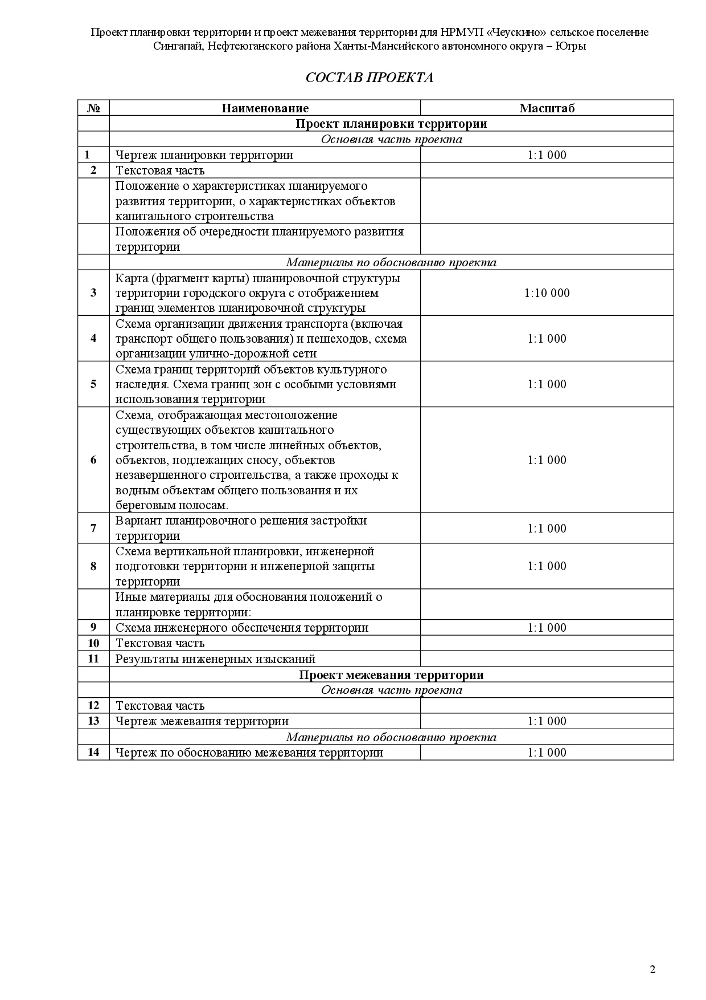 Проект планировки территории и проект межевания территории для НРМУП «Чеускино» сельское поселение
Сингапай, Нефтеюганского района Ханты-Мансийского автономного округа – Югры
СОСТАВ ПРОЕКТА
№ Наименование Масштаб
Проект планировки территории
Основная часть проекта
1 Чертеж планировки территории 1:1 000
2 Текстовая часть
Положение о характеристиках планируемого
развития территории, о характеристиках объектов
капитального строительства
Положения об очередности планируемого развития
территории
Материалы по обоснованию проекта
Карта (фрагмент карты) планировочной структуры
3 территории городского округа с отображением 1:10 000
границ элементов планировочной структуры
Схема организации движения транспорта (включая
4 транспорт общего пользования) и пешеходов, схема 1:1 000
организации улично-дорожной сети
Схема границ территорий объектов культурного
5 наследия. Схема границ зон с особыми условиями 1:1 000
использования территории
Схема, отображающая местоположение
существующих объектов капитального
строительства, в том числе линейных объектов,
6 объектов, подлежащих сносу, объектов 1:1 000
незавершенного строительства, а также проходы к
водным объектам общего пользования и их
береговым полосам.
7 Вариант планировочного решения застройки 1:1 000
территории
Схема вертикальной планировки, инженерной
8 подготовки территории и инженерной защиты 1:1 000
территории
Иные материалы для обоснования положений о
планировке территории:
9 Схема инженерного обеспечения территории 1:1 000
10 Текстовая часть
11 Результаты инженерных изысканий
Проект межевания территории
Основная часть проекта
12 Текстовая часть
13 Чертеж межевания территории 1:1 000
Материалы по обоснованию проекта
14 Чертеж по обоснованию межевания территории 1:1 000
2